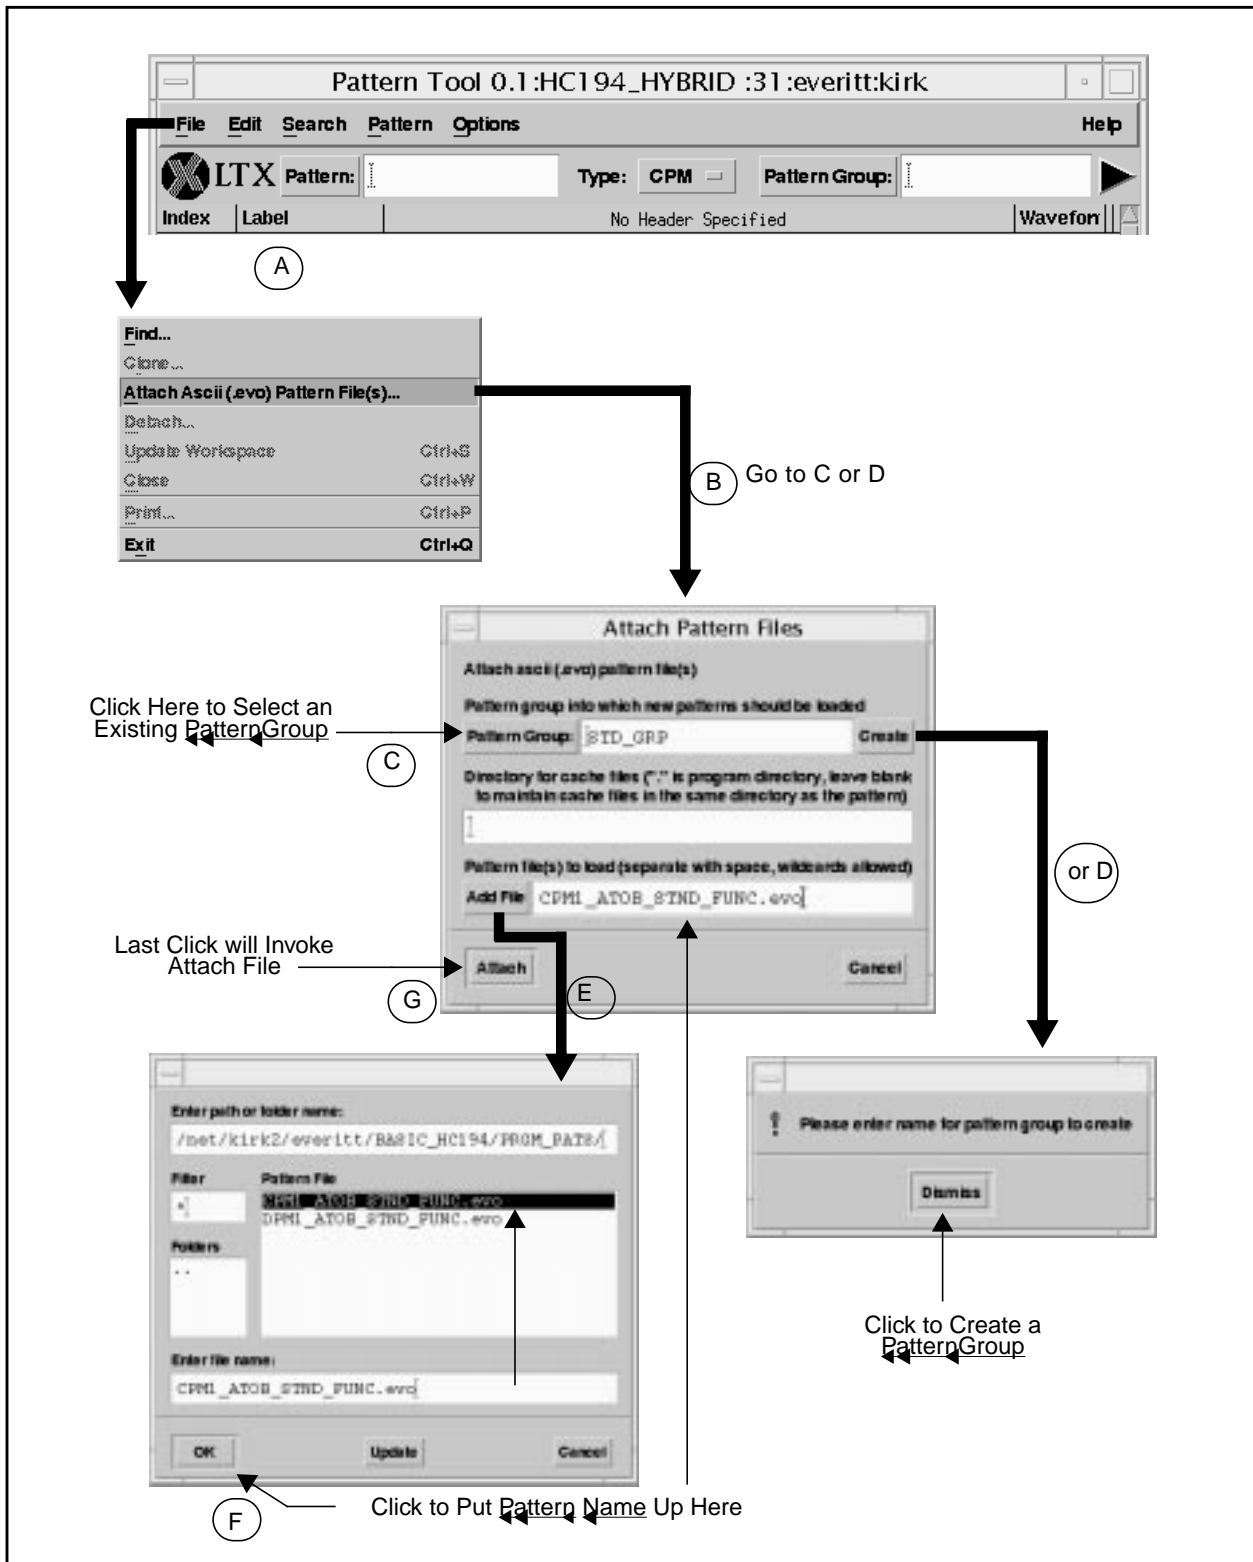 Pattern Tool 0.1:HC194_HYBRID :31:everitt:kirk
File Edit Search Pattern Options Help
LTX Pattern: Type: CPM Pattern Group:
Index Label No Header Specified Wavefor
A
Find...
Clone...
Attach Ascii (.evo) Pattern File(s)...
Detach...
Update Workspace Ctrl+S
Close Ctrl+W
Print... Ctrl+P
Exit Ctrl+Q
B Go to C or D
Attach Pattern Files
Attach ascii (.evo) pattern file(s)
Pattern group into which new patterns should be loaded
Click Here to Select an
Existing PatternGroup
Pattern Group: STD_GRP Create
C
Directory for cache files ("." is program directory, leave blank
to maintain cache files in the same directory as the pattern)
or D
Pattern file(s) to load (separate with space, wildcards allowed)
Add File CPM1_ATOB_STND_FUNC.evo
Last Click will Invoke
Attach File
Attach Cancel
G
E
Enter path or folder name:
/net/kirk2/everitt/BASIC_HC194/PRGM_PATS/
Filter Pattern File
*
CPM1_ATOB_STND_FUNC.evo
DPM1_ATOB_STND_FUNC.evo
Folders
..
Enter file name:
CPM1_ATOB_STND_FUNC.evo
OK Update Cancel
! Please enter name for pattern group to create
Dismiss
Click to Create a
PatternGroup
F
Click to Put Pattern Name Up Here